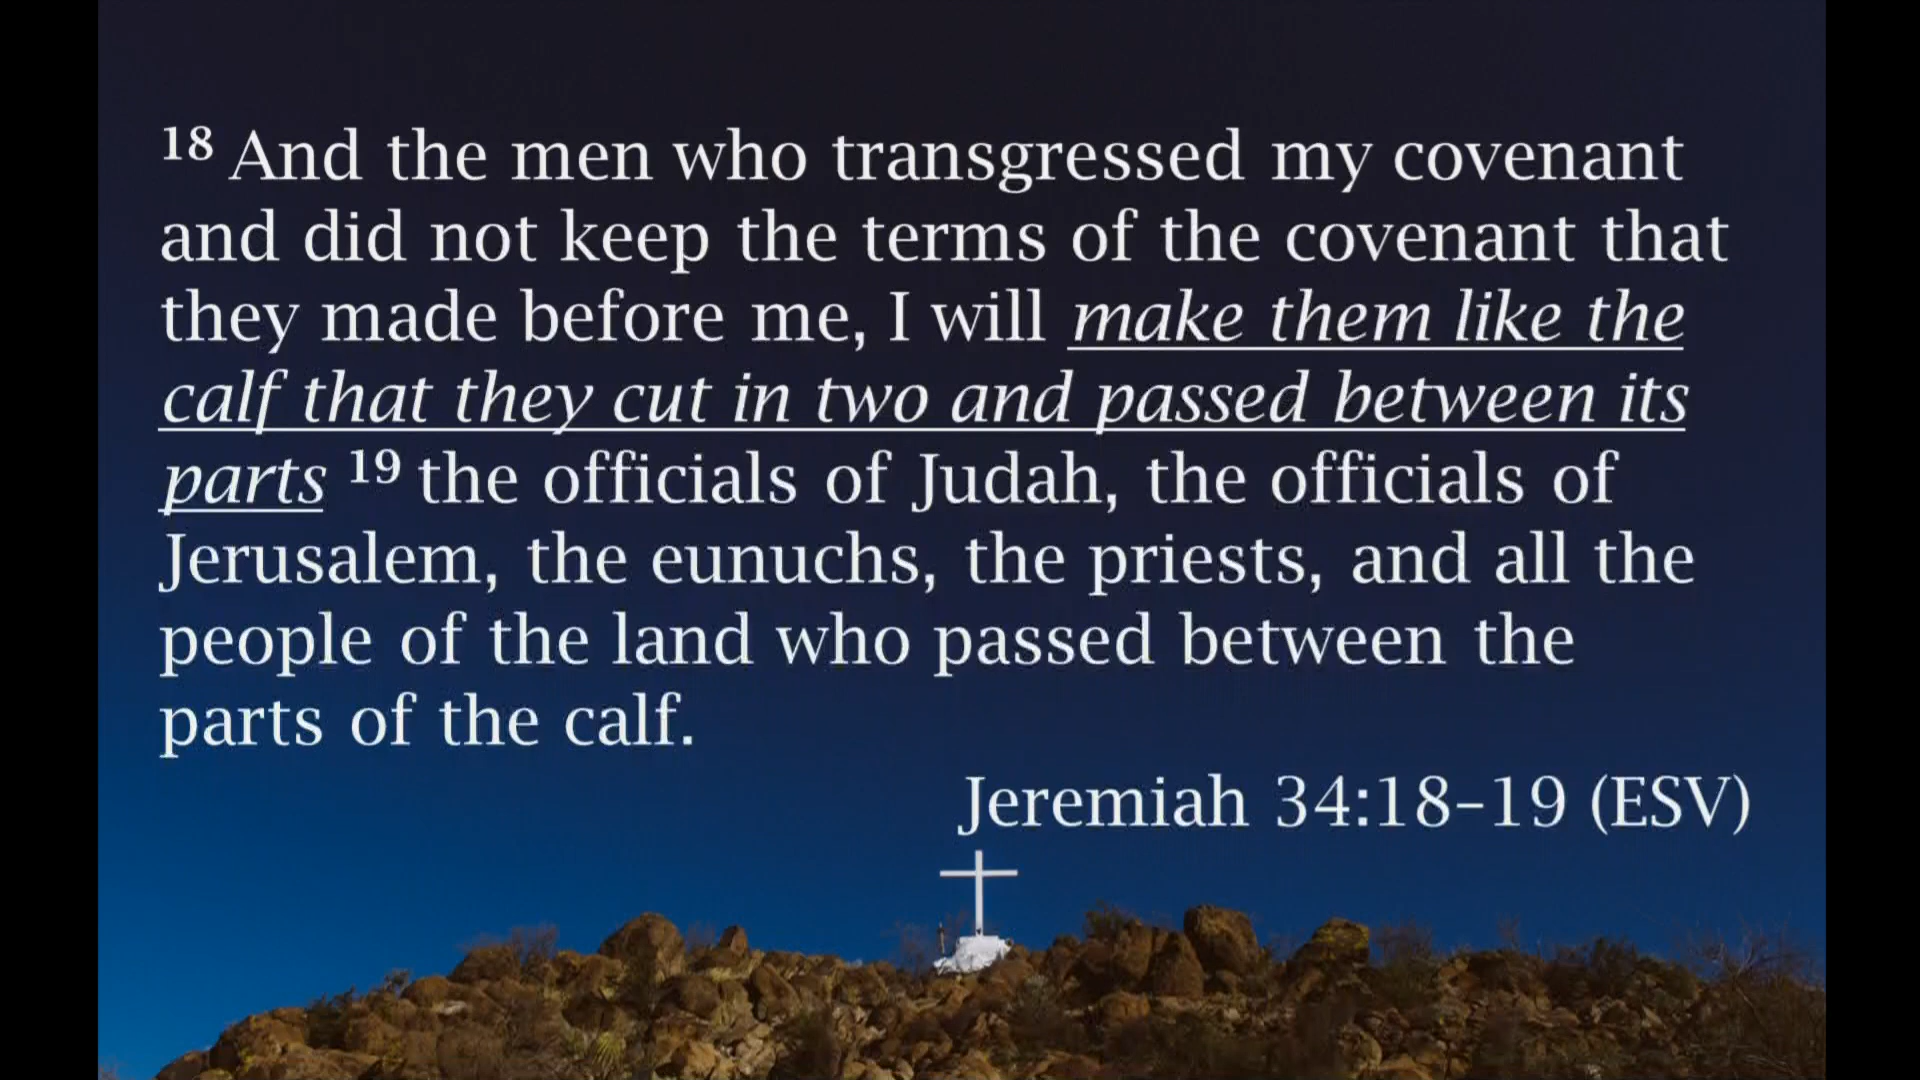 18 And the men who transgressed my covenant
and did not keep the terms of the covenant that
they made before me, I will make them like the
calf that they cut in two and passed between its
parts 19 the officials of Judah, the officials of
Jerusalem, the eunuchs, the priests, and all the
people of the land who passed between the
parts of the calf.
Jeremiah 34:18–19 (ESV)